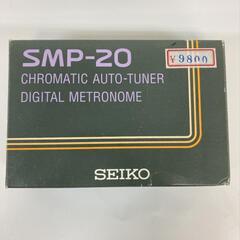 SMP-20
¥9800
CHROMATIC AUTO-TUNER
DIGITAL METRONOME
SEIKO